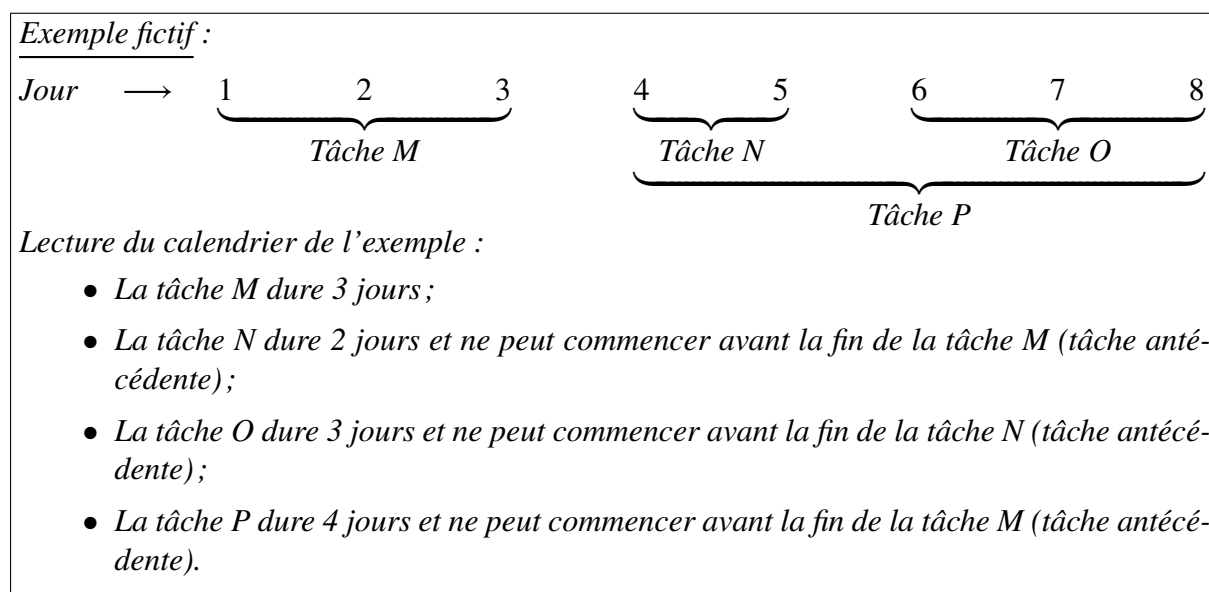 Exemple fictif :
Jour ⟶ 1 2 3 4 5 6 7 8
Tâche M Tâche N Tâche O
Tâche P
Lecture du calendrier de l'exemple :
• La tâche M dure 3 jours ;
• La tâche N dure 2 jours et ne peut commencer avant la fin de la tâche M (tâche anté-
cédente) ;
• La tâche O dure 3 jours et ne peut commencer avant la fin de la tâche N (tâche antécé-
dente) ;
• La tâche P dure 4 jours et ne peut commencer avant la fin de la tâche M (tâche antécé-
dente).